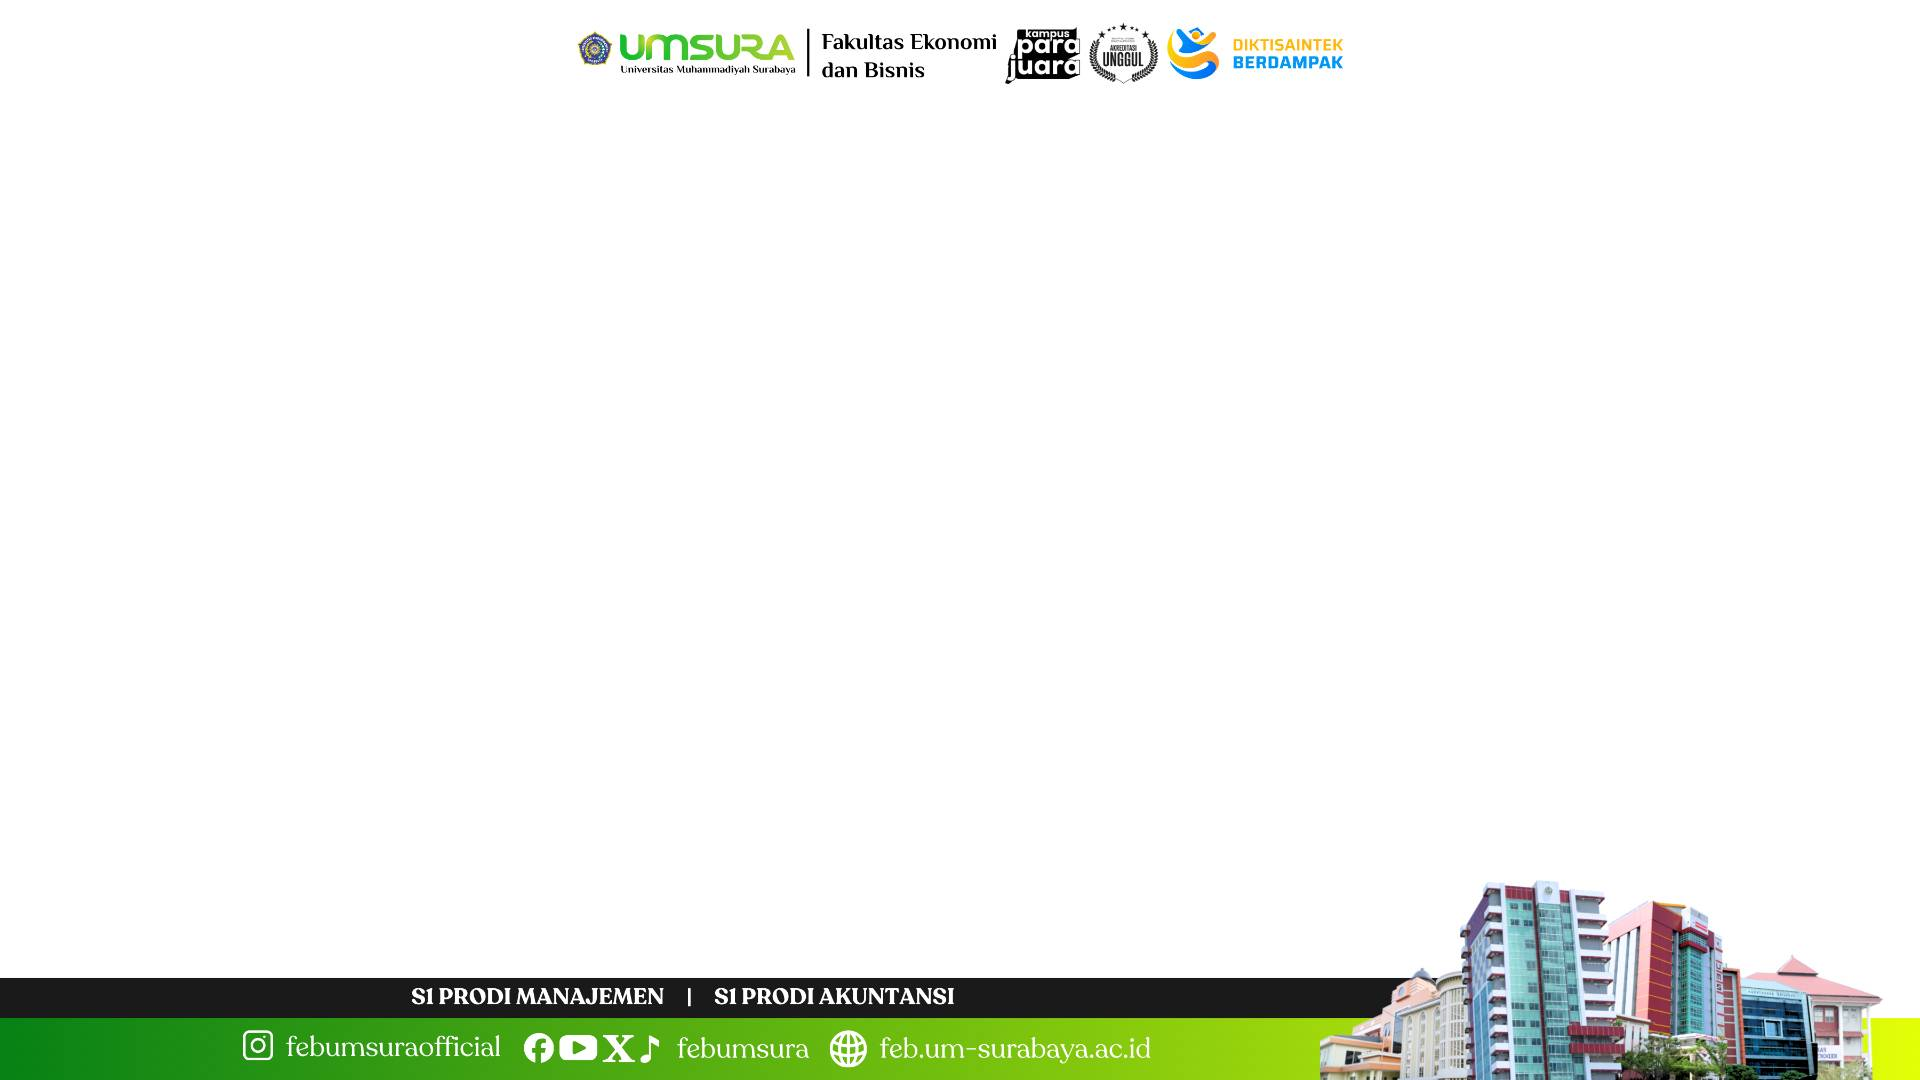 UMSURA
Universitas Muhammadiyah Surabaya
Fakultas Ekonomi
dan Bisnis
kampus
para
juara
AKREDITASI
UNGGUL
DIKTISAINTEK
BERDAMPAK
S1 PRODI MANAJEMEN | S1 PRODI AKUNTANSI
febumsuraofficial febumsura feb.um-surabaya.ac.id